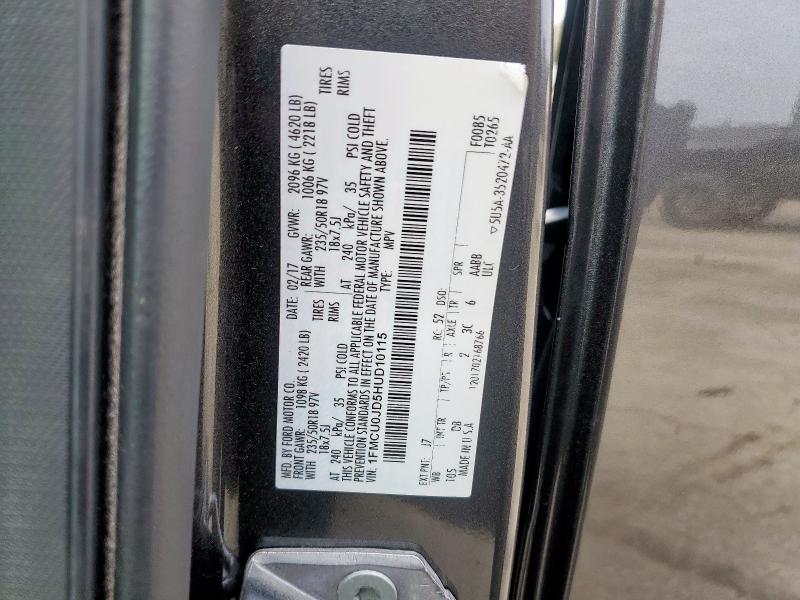 MFD. BY FORD MOTOR CO. DATE: 02/17 GVWR: 2096 KG ( 4620 LB)
FRONT GAWR: 1098 KG ( 2420 LB) REAR GAWR: 1006 KG ( 2218 LB)
WITH 235/50R18 97V TIRES WITH 235/50R18 97V TIRES
18x7.5J RIMS 18x7.5J RIMS
AT 240 kPa/ 35 PSI COLD AT 240 kPa/ 35 PSI COLD
THIS VEHICLE CONFORMS TO ALL APPLICABLE FEDERAL MOTOR VEHICLE SAFETY AND THEFT
PREVENTION STANDARDS IN EFFECT ON THE DATE OF MANUFACTURE SHOWN ABOVE.
VIN: 1FMCU0JD5HUD10115 TYPE: MPV
EXT PNT: J7 RC: 52 DSO: F0085
WB INT TR TP/PS R AXLE TR SPR T0265
105 DB 2 3C 6 AABB
MADE IN U.S.A. ULC
5U5A-3520472-AA